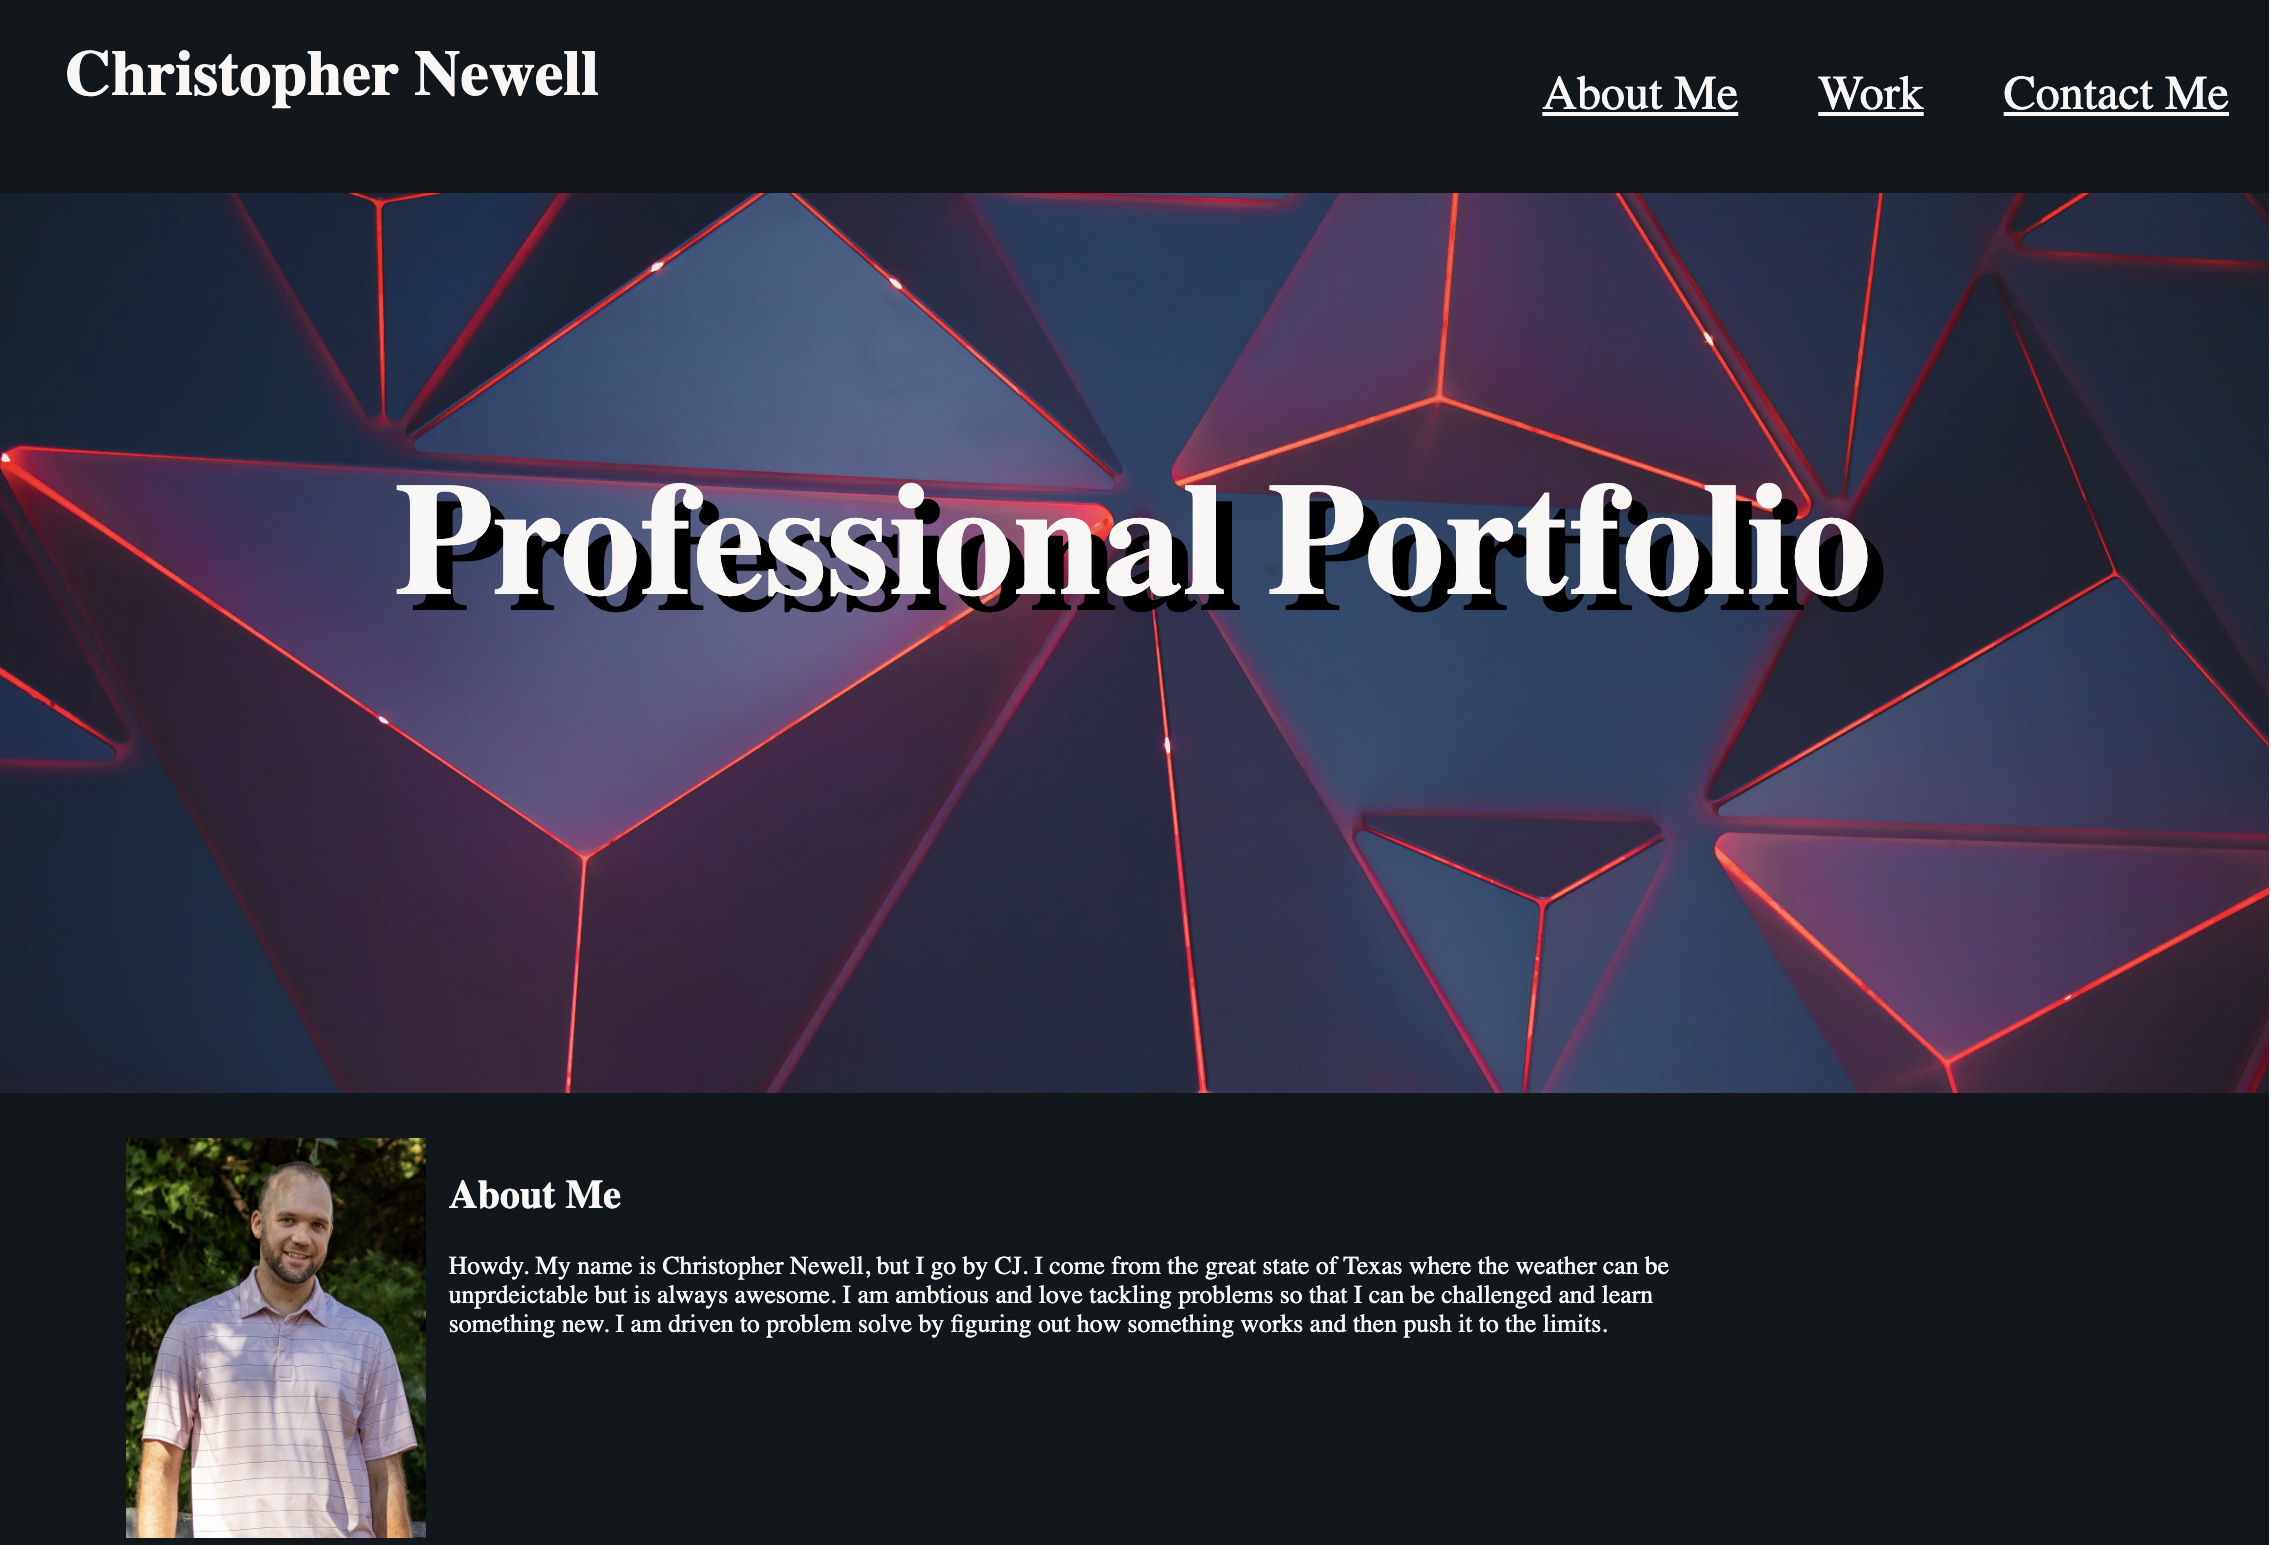 Christopher Newell
About Me Work Contact Me
Professional Portfolio
About Me
Howdy. My name is Christopher Newell, but I go by CJ. I come from the great state of Texas where the weather can be
unprdeictable but is always awesome. I am ambtious and love tackling problems so that I can be challenged and learn
something new. I am driven to problem solve by figuring out how something works and then push it to the limits.